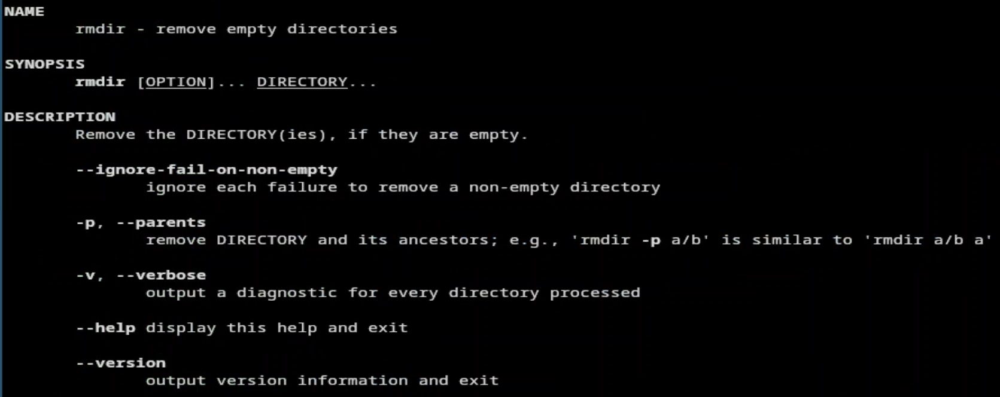 NAME
rmdir - remove empty directories
SYNOPSIS
rmdir [OPTION]... DIRECTORY...
DESCRIPTION
Remove the DIRECTORY(ies), if they are empty.
--ignore-fail-on-non-empty
ignore each failure to remove a non-empty directory
-p, --parents
remove DIRECTORY and its ancestors; e.g., 'rmdir -p a/b' is similar to 'rmdir a/b a'
-v, --verbose
output a diagnostic for every directory processed
--help display this help and exit
--version
output version information and exit